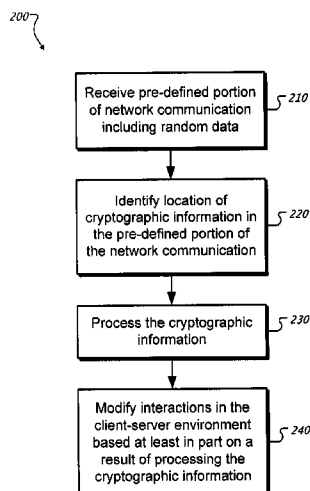 200
Receive pre-defined portion
of network communication
including random data
210
Identify location of
cryptographic information in
the pre-defined portion of
the network communication
220
Process the cryptographic
information
230
Modify interactions in the
client-server environment
based at least in part on a
result of processing the
cryptographic information
240